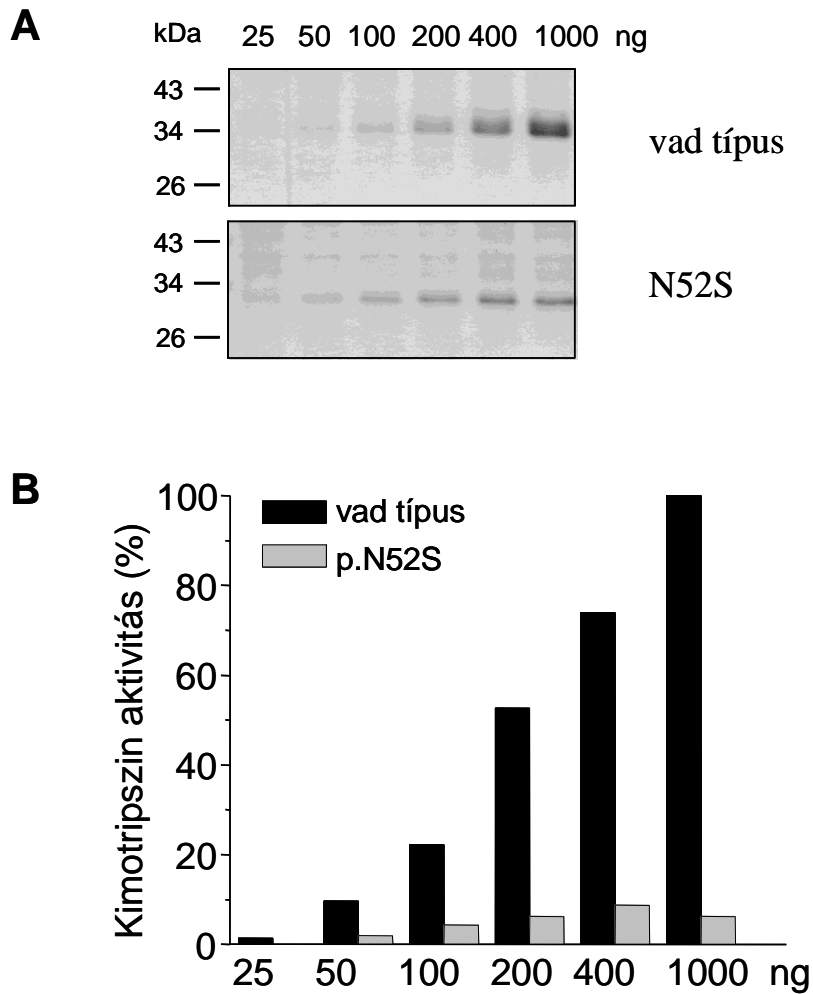 A
kDa 25 50 100 200 400 1000 ng
43
34
26
vad típus
43
34
26
N52S
B
Kimotripszin aktivitás (%)
100
80
60
40
20
0
vad típus
p.N52S
25 50 100 200 400 1000 ng